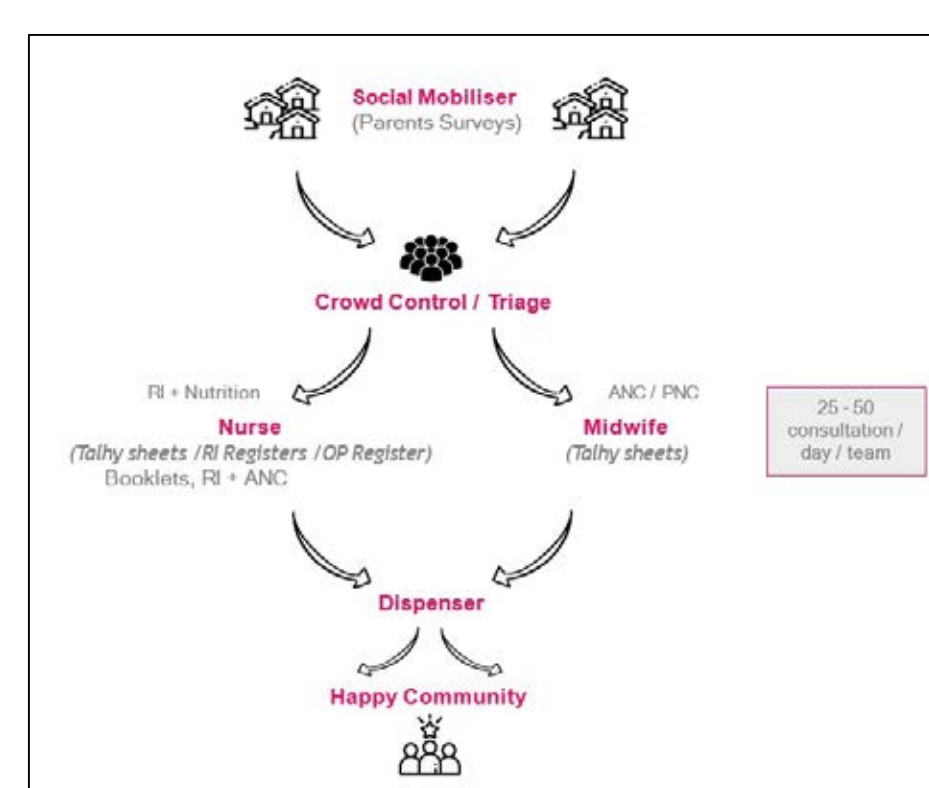 Social Mobiliser
(Parents Surveys)
Crowd Control / Triage
RI + Nutrition
Nurse
(Talhy sheets /RI Registers /OP Register)
Booklets, RI + ANC
ANC / PNC
Midwife
(Talhy sheets)
25 - 50
consultation /
day / team
Dispenser
Happy Community